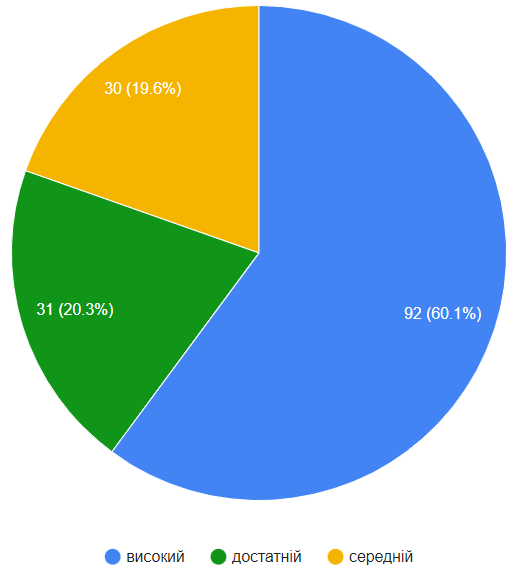 30 (19.6%)
31 (20.3%)
92 (60.1%)
високий достатній середній